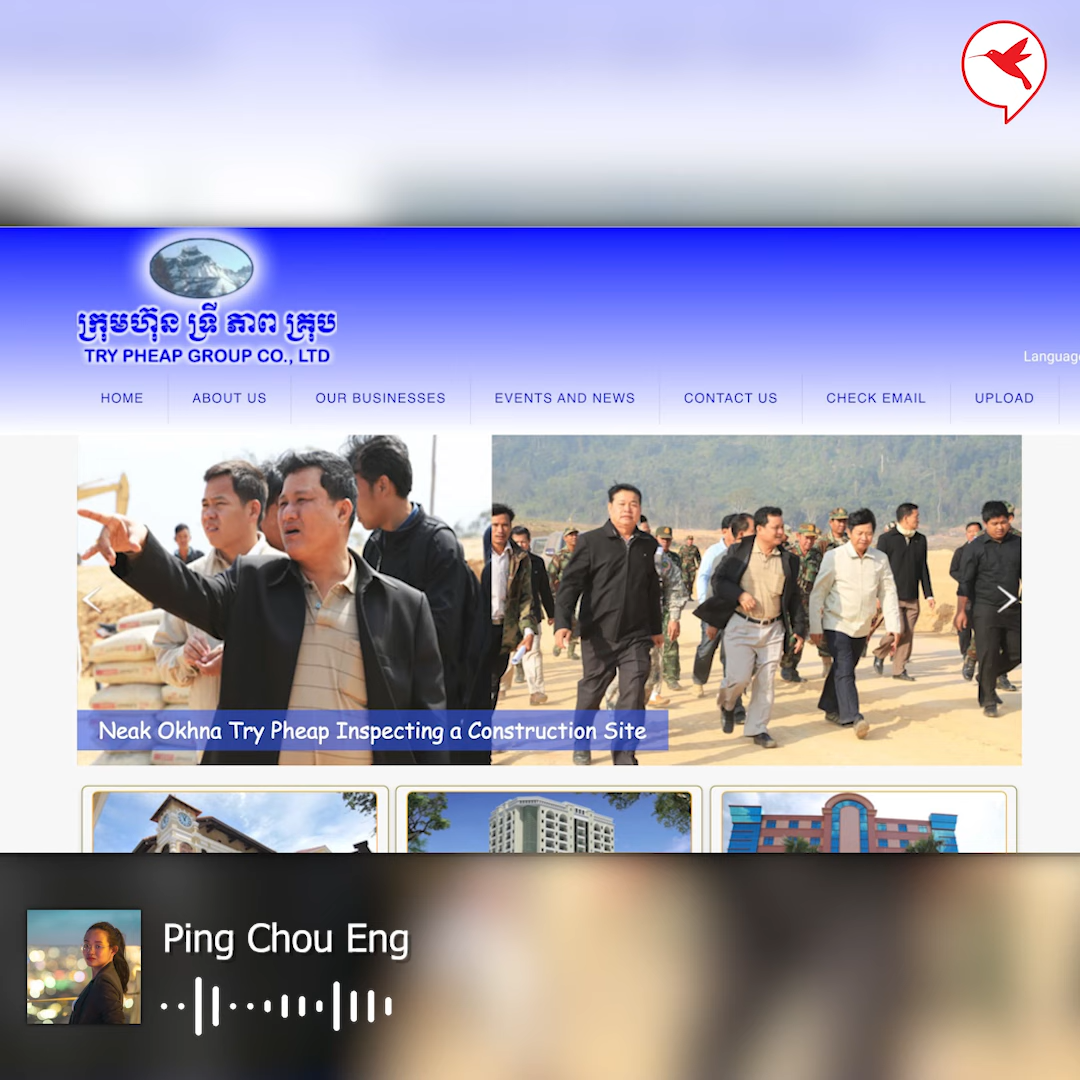 ក្រុមហ៊ុន ទ្រី ភាព គ្រុប
TRY PHEAP GROUP CO., LTD
Language
HOME
ABOUT US
OUR BUSINESSES
EVENTS AND NEWS
CONTACT US
CHECK EMAIL
UPLOAD
Neak Okhna Try Pheap Inspecting a Construction Site
Ping Chou Eng